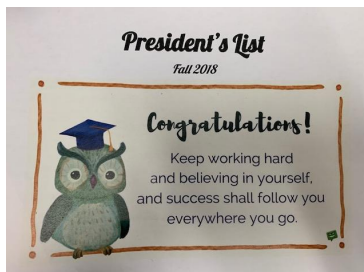 President's List
Fall 2018
Congratulations!
Keep working hard
and believing in yourself,
and success shall follow you
everywhere you go.